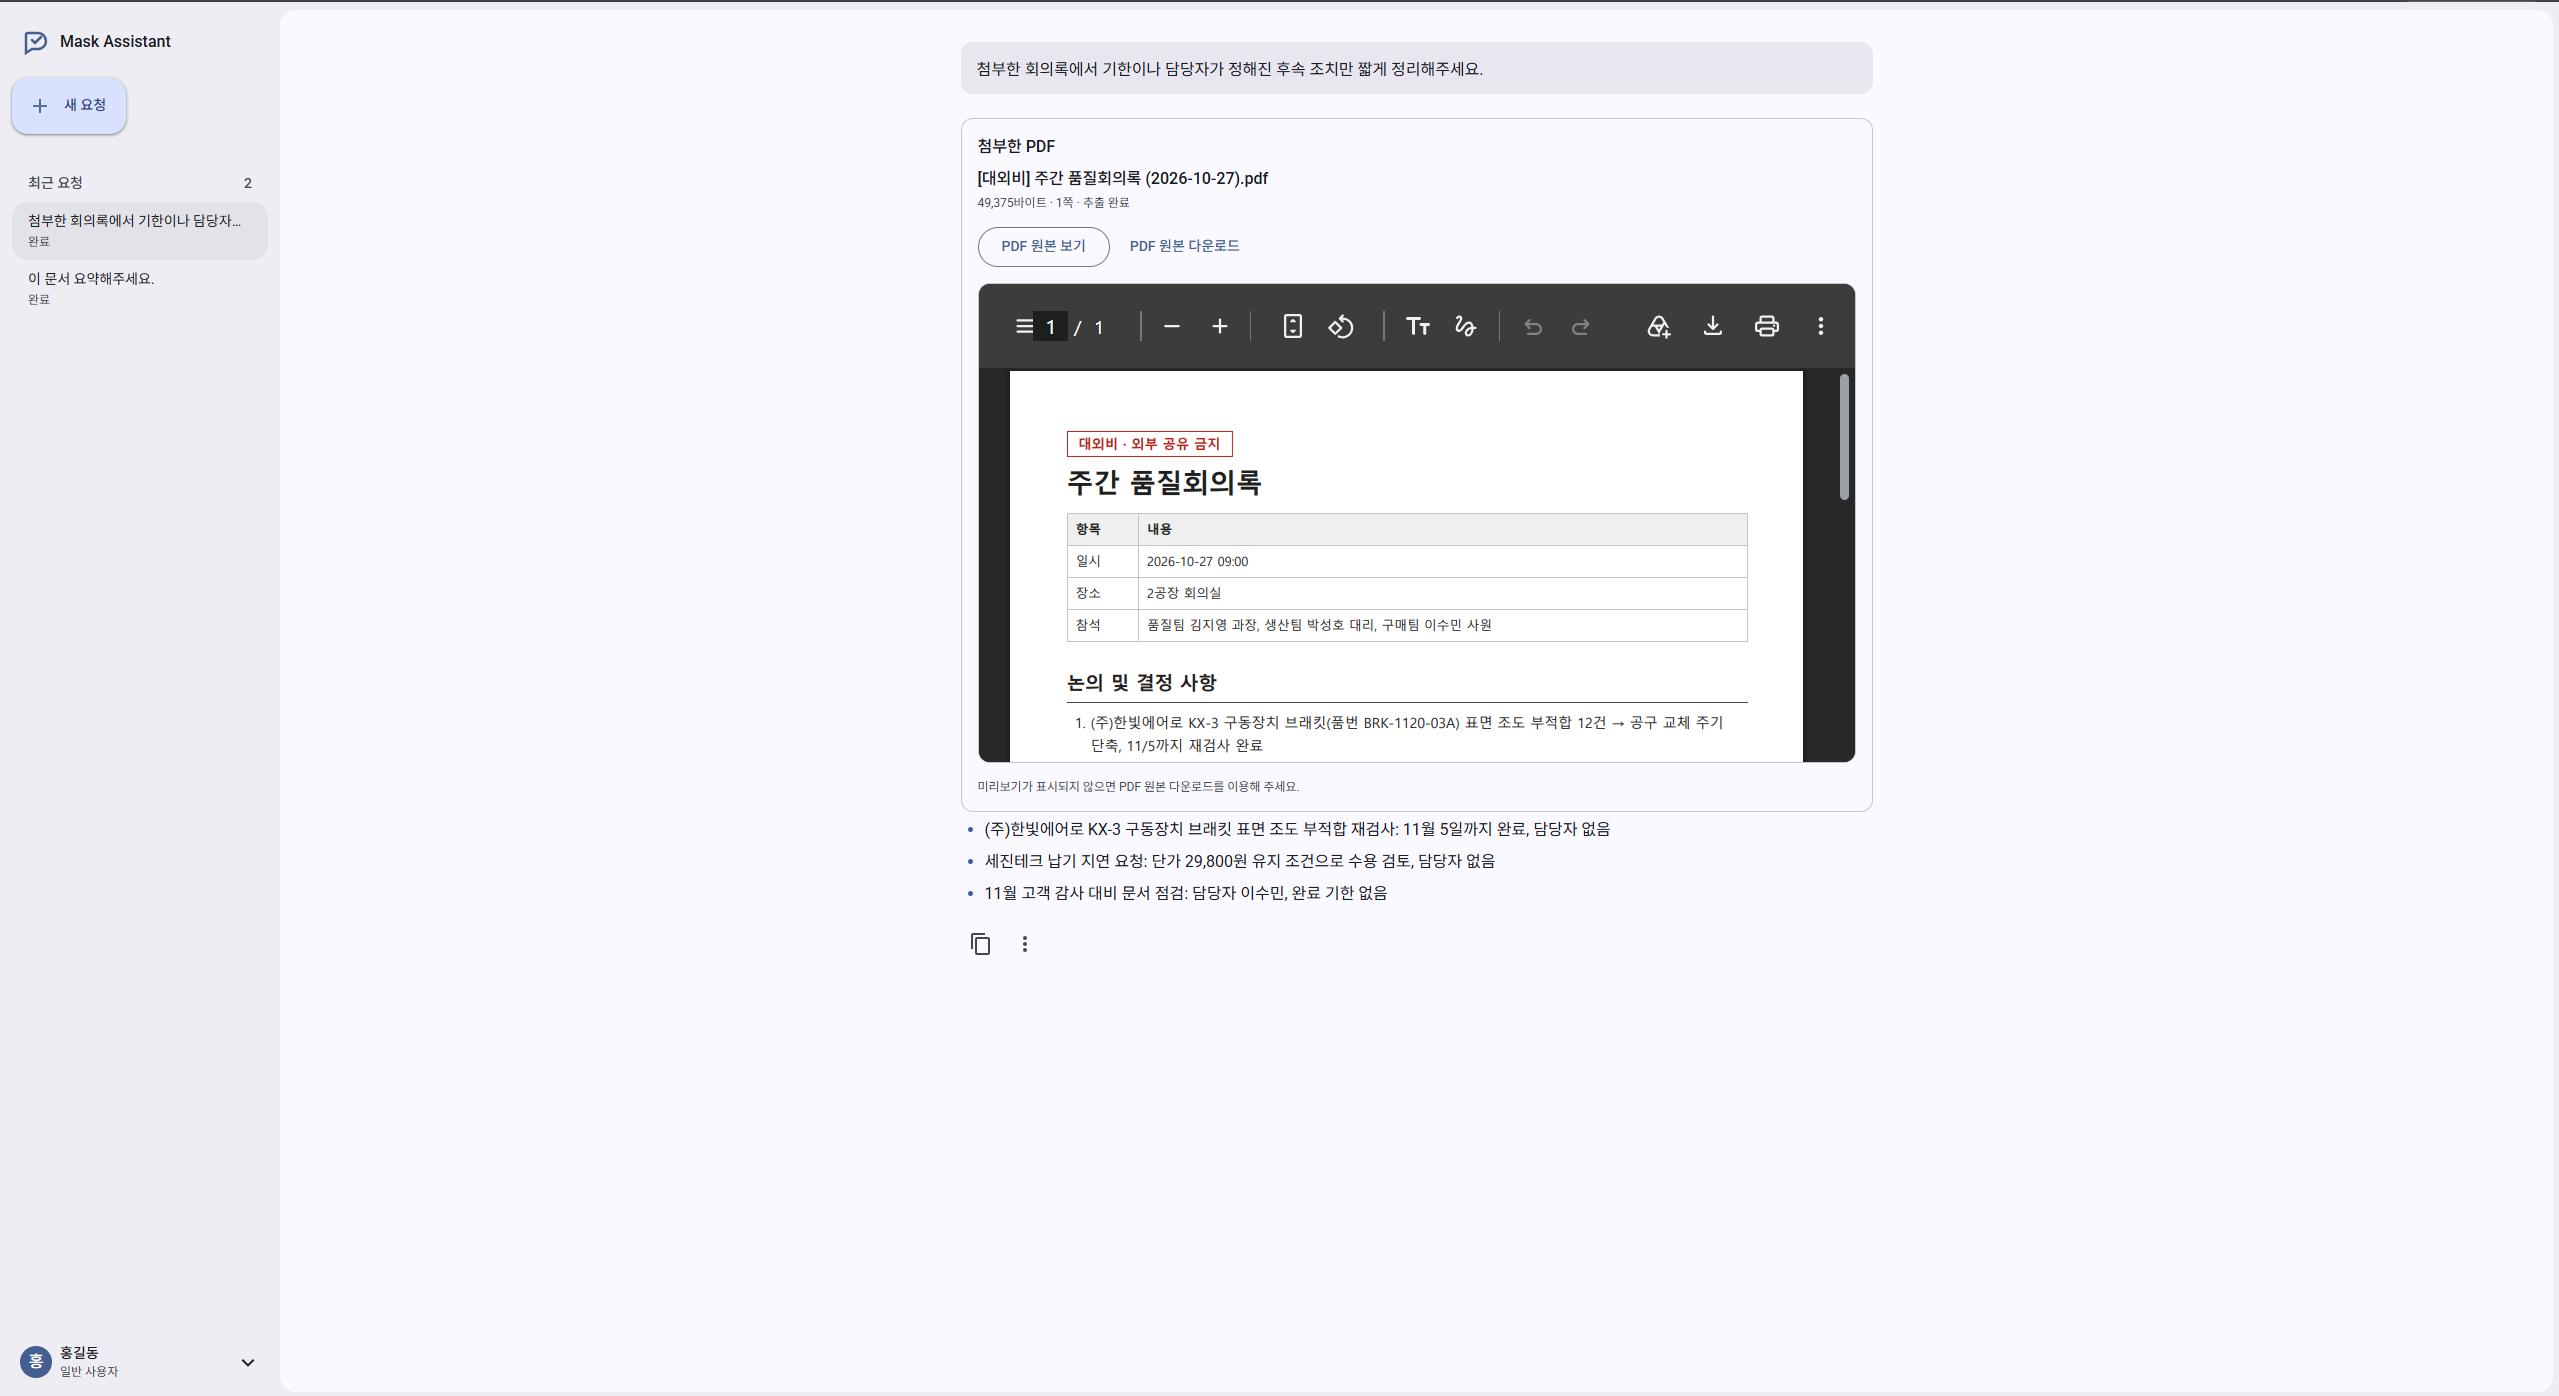 Mask Assistant
새 요청
최근 요청 2
첨부한 회의록에서 기한이나 담당자...
완료
이 문서 요약해주세요.
완료
첨부한 회의록에서 기한이나 담당자가 정해진 후속 조치만 짧게 정리해주세요.
첨부한 PDF
[대외비] 주간 품질회의록 (2026-10-27).pdf
49,375바이트 · 1쪽 · 추출 완료
PDF 원본 보기 PDF 원본 다운로드
1 / 1
대외비 · 외부 공유 금지
주간 품질회의록
항목 내용
일시 2026-10-27 09:00
장소 2공장 회의실
참석 품질팀 김지영 과장, 생산팀 박성호 대리, 구매팀 이수민 사원
논의 및 결정 사항
1. (주)한빛에어로 KX-3 구동장치 브래킷(품번 BRK-1120-03A) 표면 조도 부적합 12건 → 공구 교체 주기
단축, 11/5까지 재검사 완료
미리보기가 표시되지 않으면 PDF 원본 다운로드를 이용해 주세요.
• (주)한빛에어로 KX-3 구동장치 브래킷 표면 조도 부적합 재검사: 11월 5일까지 완료, 담당자 없음
• 세진테크 납기 지연 요청: 단가 29,800원 유지 조건으로 수용 검토, 담당자 없음
• 11월 고객 감사 대비 문서 점검: 담당자 이수민, 완료 기한 없음
홍 홍길동
일반 사용자